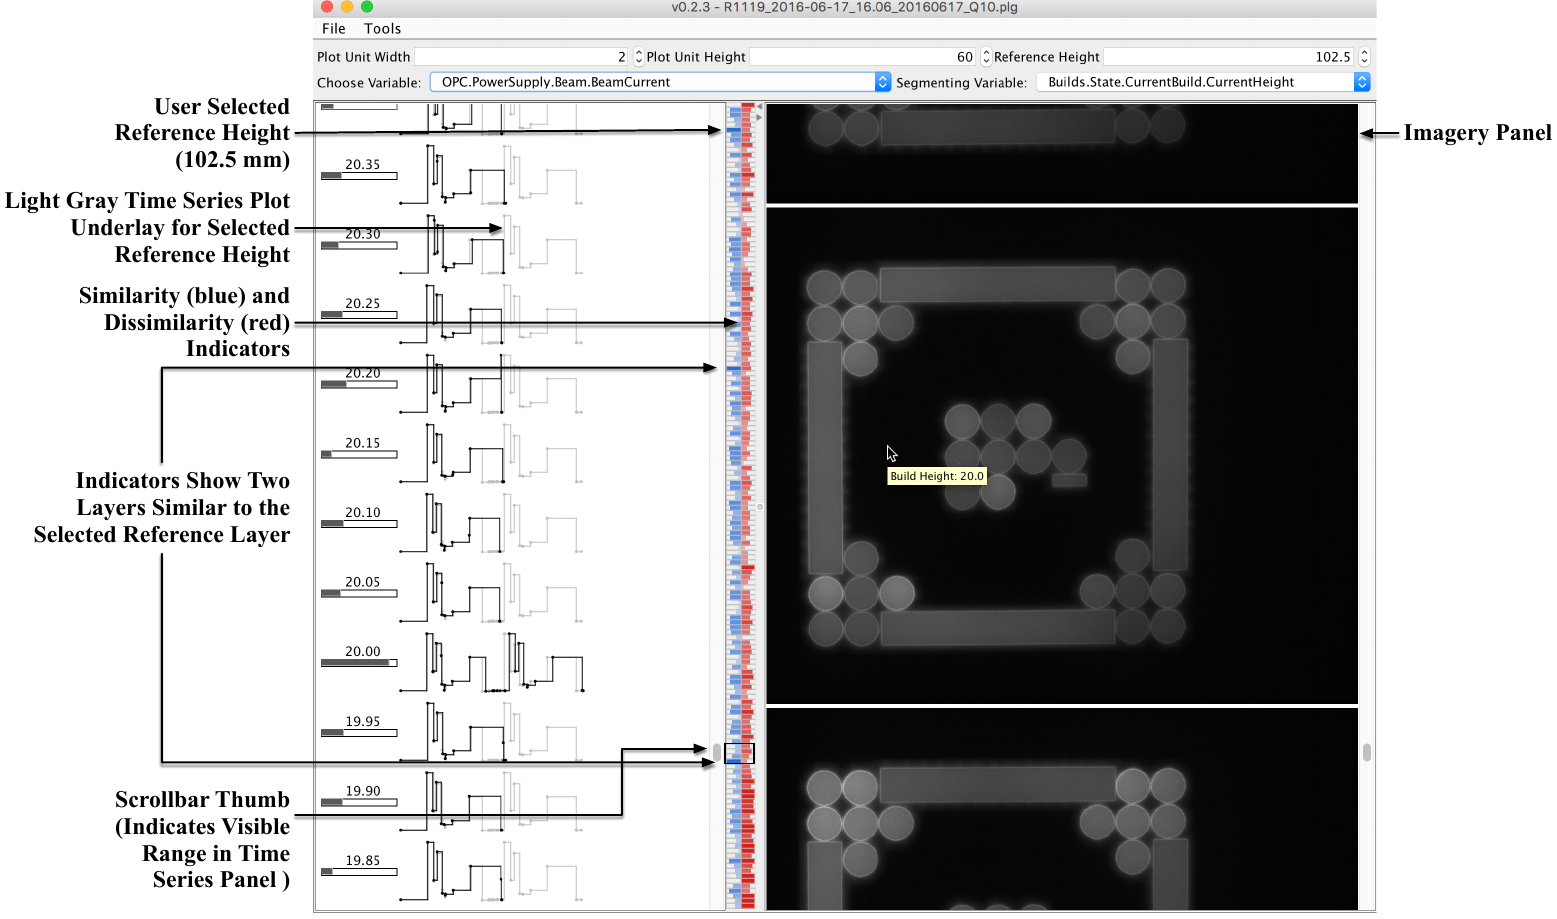 v0.2.3 - R1119_2016-06-17_16.06_20160617_Q10.plg
File Tools
Plot Unit Width 2 Plot Unit Height 60 Reference Height 102.5
Choose Variable: OPC.PowerSupply.Beam.BeamCurrent Segmenting Variable: Builds.State.CurrentBuild.CurrentHeight
User Selected
Reference Height
(102.5 mm)
Light Gray Time Series Plot
Underlay for Selected
Reference Height
Similarity (blue) and
Dissimilarity (red)
Indicators
Indicators Show Two
Layers Similar to the
Selected Reference Layer
Scrollbar Thumb
(Indicates Visible
Range in Time
Series Panel )
20.35
20.30
20.25
20.20
20.15
20.10
20.05
20.00
19.95
19.90
19.85
Build Height: 20.0
Imagery Panel